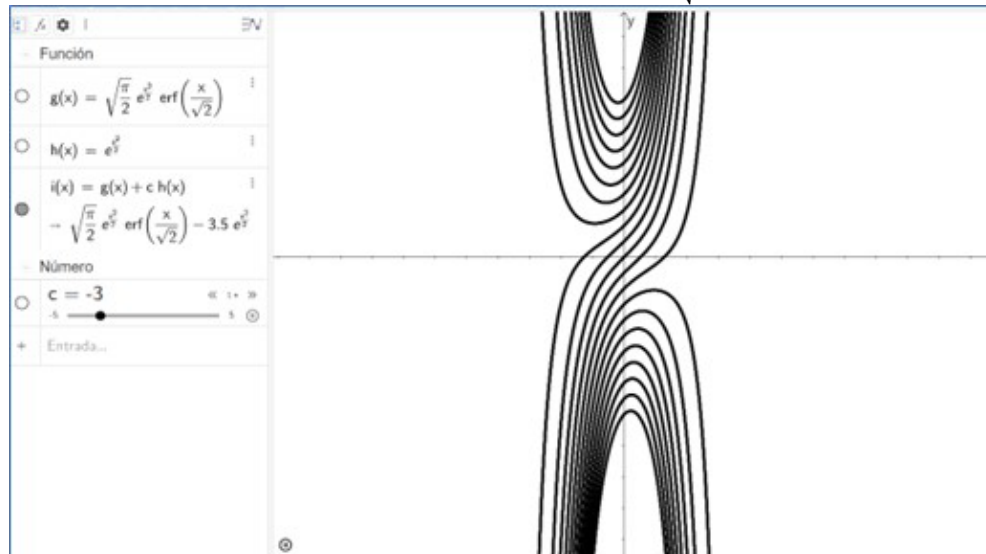 Función
g(x) = √(π/2) e^(x²/2) erf(x/√2)
h(x) = e^(x²/2)
i(x) = g(x) + c h(x)
→ √(π/2) e^(x²/2) erf(x/√2) − 3.5 e^(x²/2)
Número
c = -3
-5 5
Entrada...
y